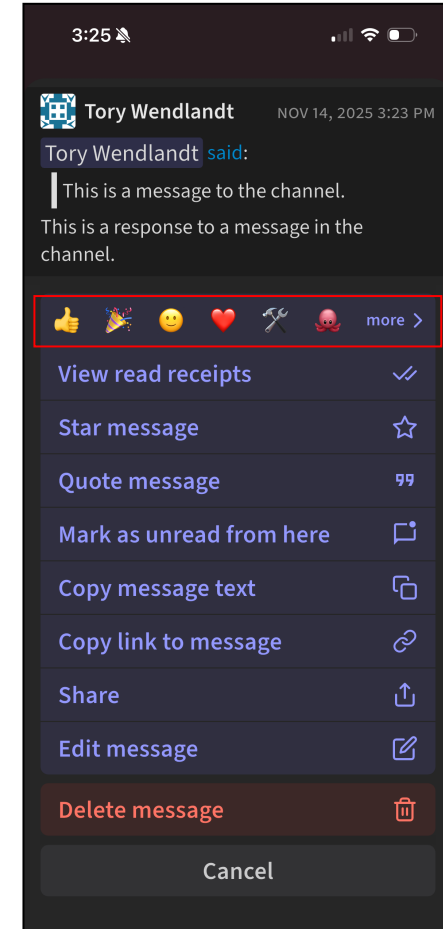 3:25
Tory Wendlandt NOV 14, 2025 3:23 PM
Tory Wendlandt said:
This is a message to the channel.
This is a response to a message in the
channel.
more
View read receipts
Star message
Quote message
Mark as unread from here
Copy message text
Copy link to message
Share
Edit message
Delete message
Cancel